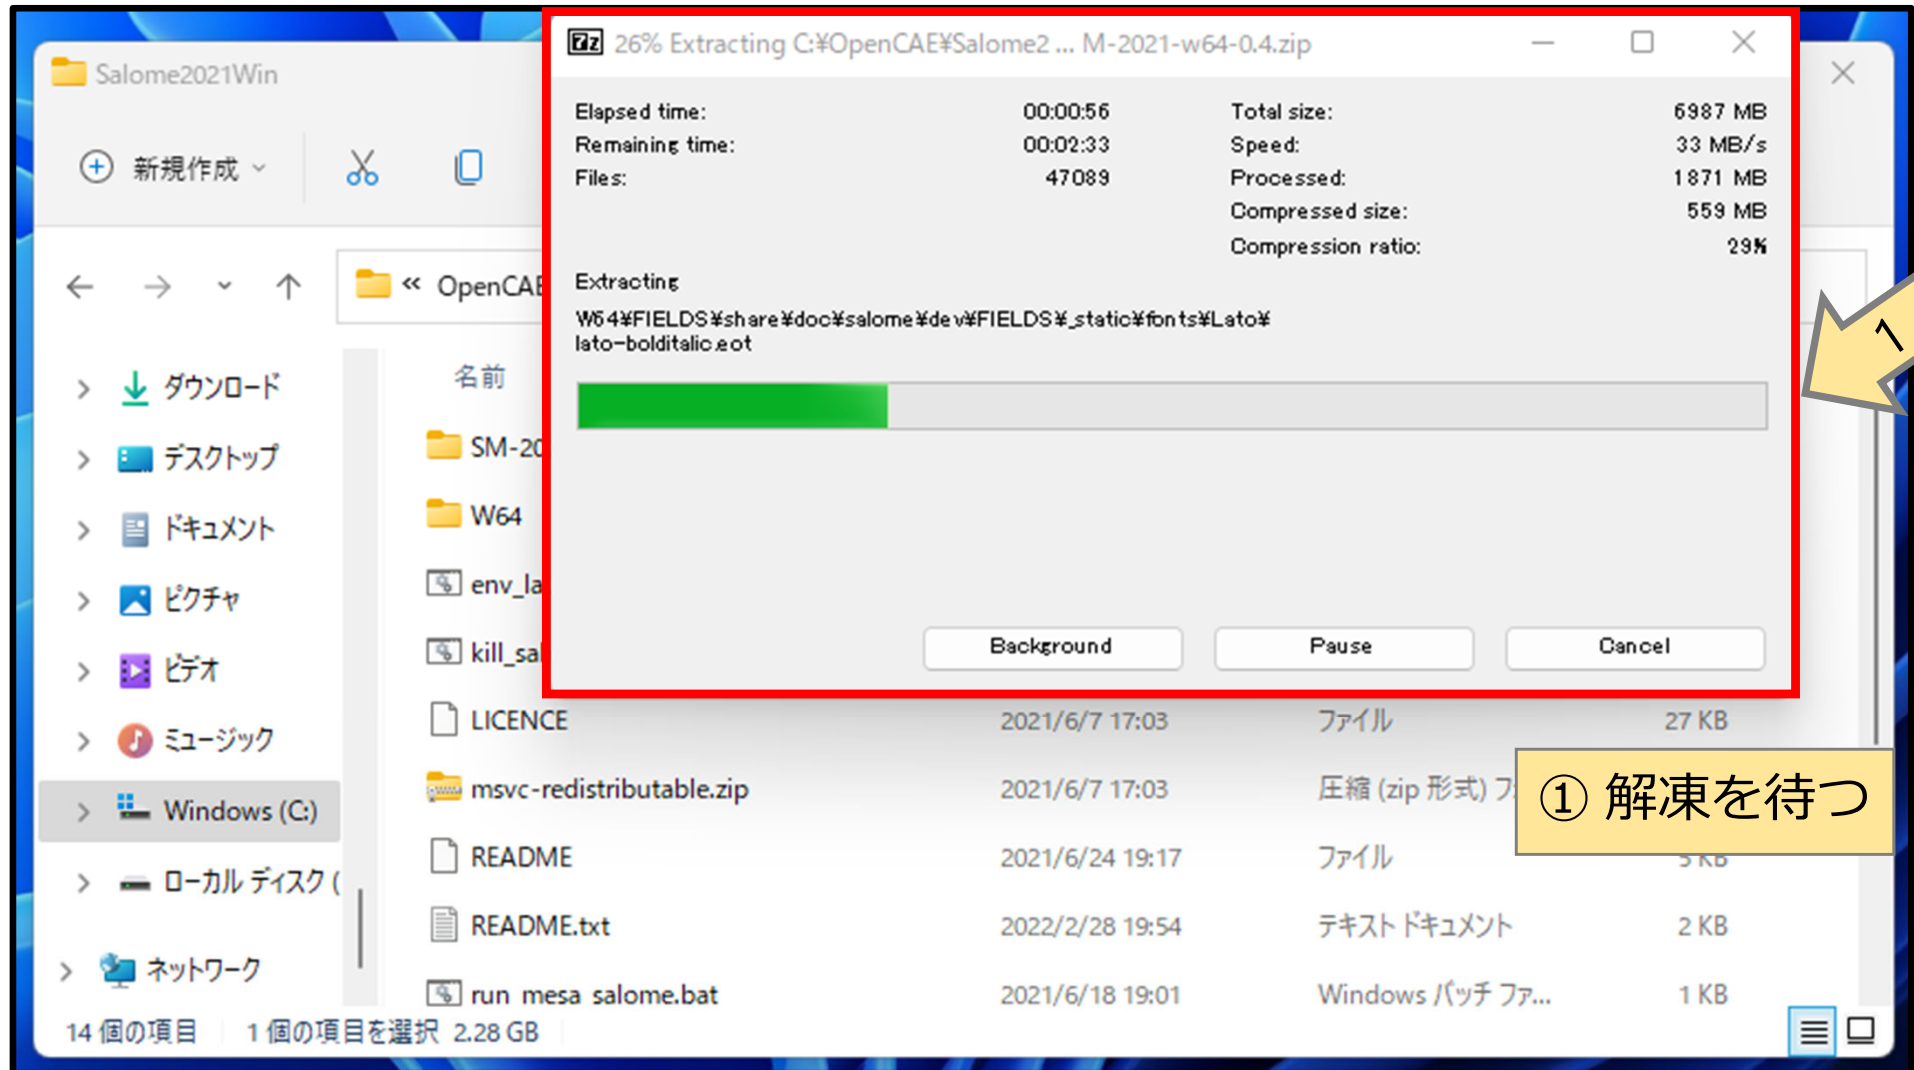 Salome2021Win
新規作成
« OpenCAE
ダウンロード
デスクトップ
ドキュメント
ピクチャ
ビデオ
ミュージック
Windows (C:)
ローカル ディスク (
ネットワーク
名前
SM-20
W64
env_la
kill_sal
LICENCE 2021/6/7 17:03 ファイル 27 KB
msvc-redistributable.zip 2021/6/7 17:03 圧縮 (zip 形式) フ
README 2021/6/24 19:17 ファイル 5 KB
README.txt 2022/2/28 19:54 テキスト ドキュメント 2 KB
run_mesa_salome.bat 2021/6/18 19:01 Windows バッチ ファ... 1 KB
14 個の項目 1 個の項目を選択 2.28 GB
7z 26% Extracting C:¥OpenCAE¥Salome2 ... M-2021-w64-0.4.zip
Elapsed time: 00:00:56 Total size: 6987 MB
Remaining time: 00:02:33 Speed: 33 MB/s
Files: 47089 Processed: 1871 MB
Compressed size: 559 MB
Compression ratio: 29%
Extracting
W64¥FIELDS¥share¥doc¥salome¥dev¥FIELDS¥_static¥fonts¥Lato¥
lato-bolditalic.eot
Background Pause Cancel
1
① 解凍を待つ